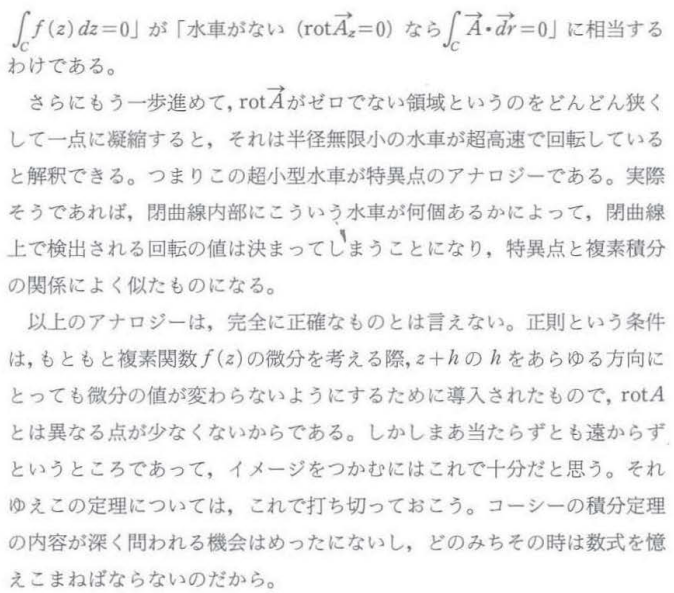 ∫_C f(z)dz=0」が「水車がない (rotA⃗_z=0) なら∫_C A⃗・dr⃗=0」に相当する
わけである。
さらにもう一歩進めて, rotA⃗がゼロでない領域というのをどんどん狭く
して一点に凝縮すると，それは半径無限小の水車が超高速で回転している
と解釈できる。つまりこの超小型水車が特異点のアナロジーである。実際
そうであれば，閉曲線内部にこういう水車が何個あるかによって，閉曲線
上で検出される回転の値は決まってしまうことになり，特異点と複素積分
の関係によく似たものになる。
以上のアナロジーは，完全に正確なものとは言えない。正則という条件
は, もともと複素関数f(z)の微分を考える際, z+hのhをあらゆる方向に
とっても微分の値が変わらないようにするために導入されたもので, rotA
とは異なる点が少なくないからである。しかしまあ当たらずとも遠からず
というところであって，イメージをつかむにはこれで十分だと思う。それ
ゆえこの定理については，これで打ち切っておこう。コーシーの積分定理
の内容が深く問われる機会はめったにないし，どのみちその時は数式を憶
えこまねばならないのだから。